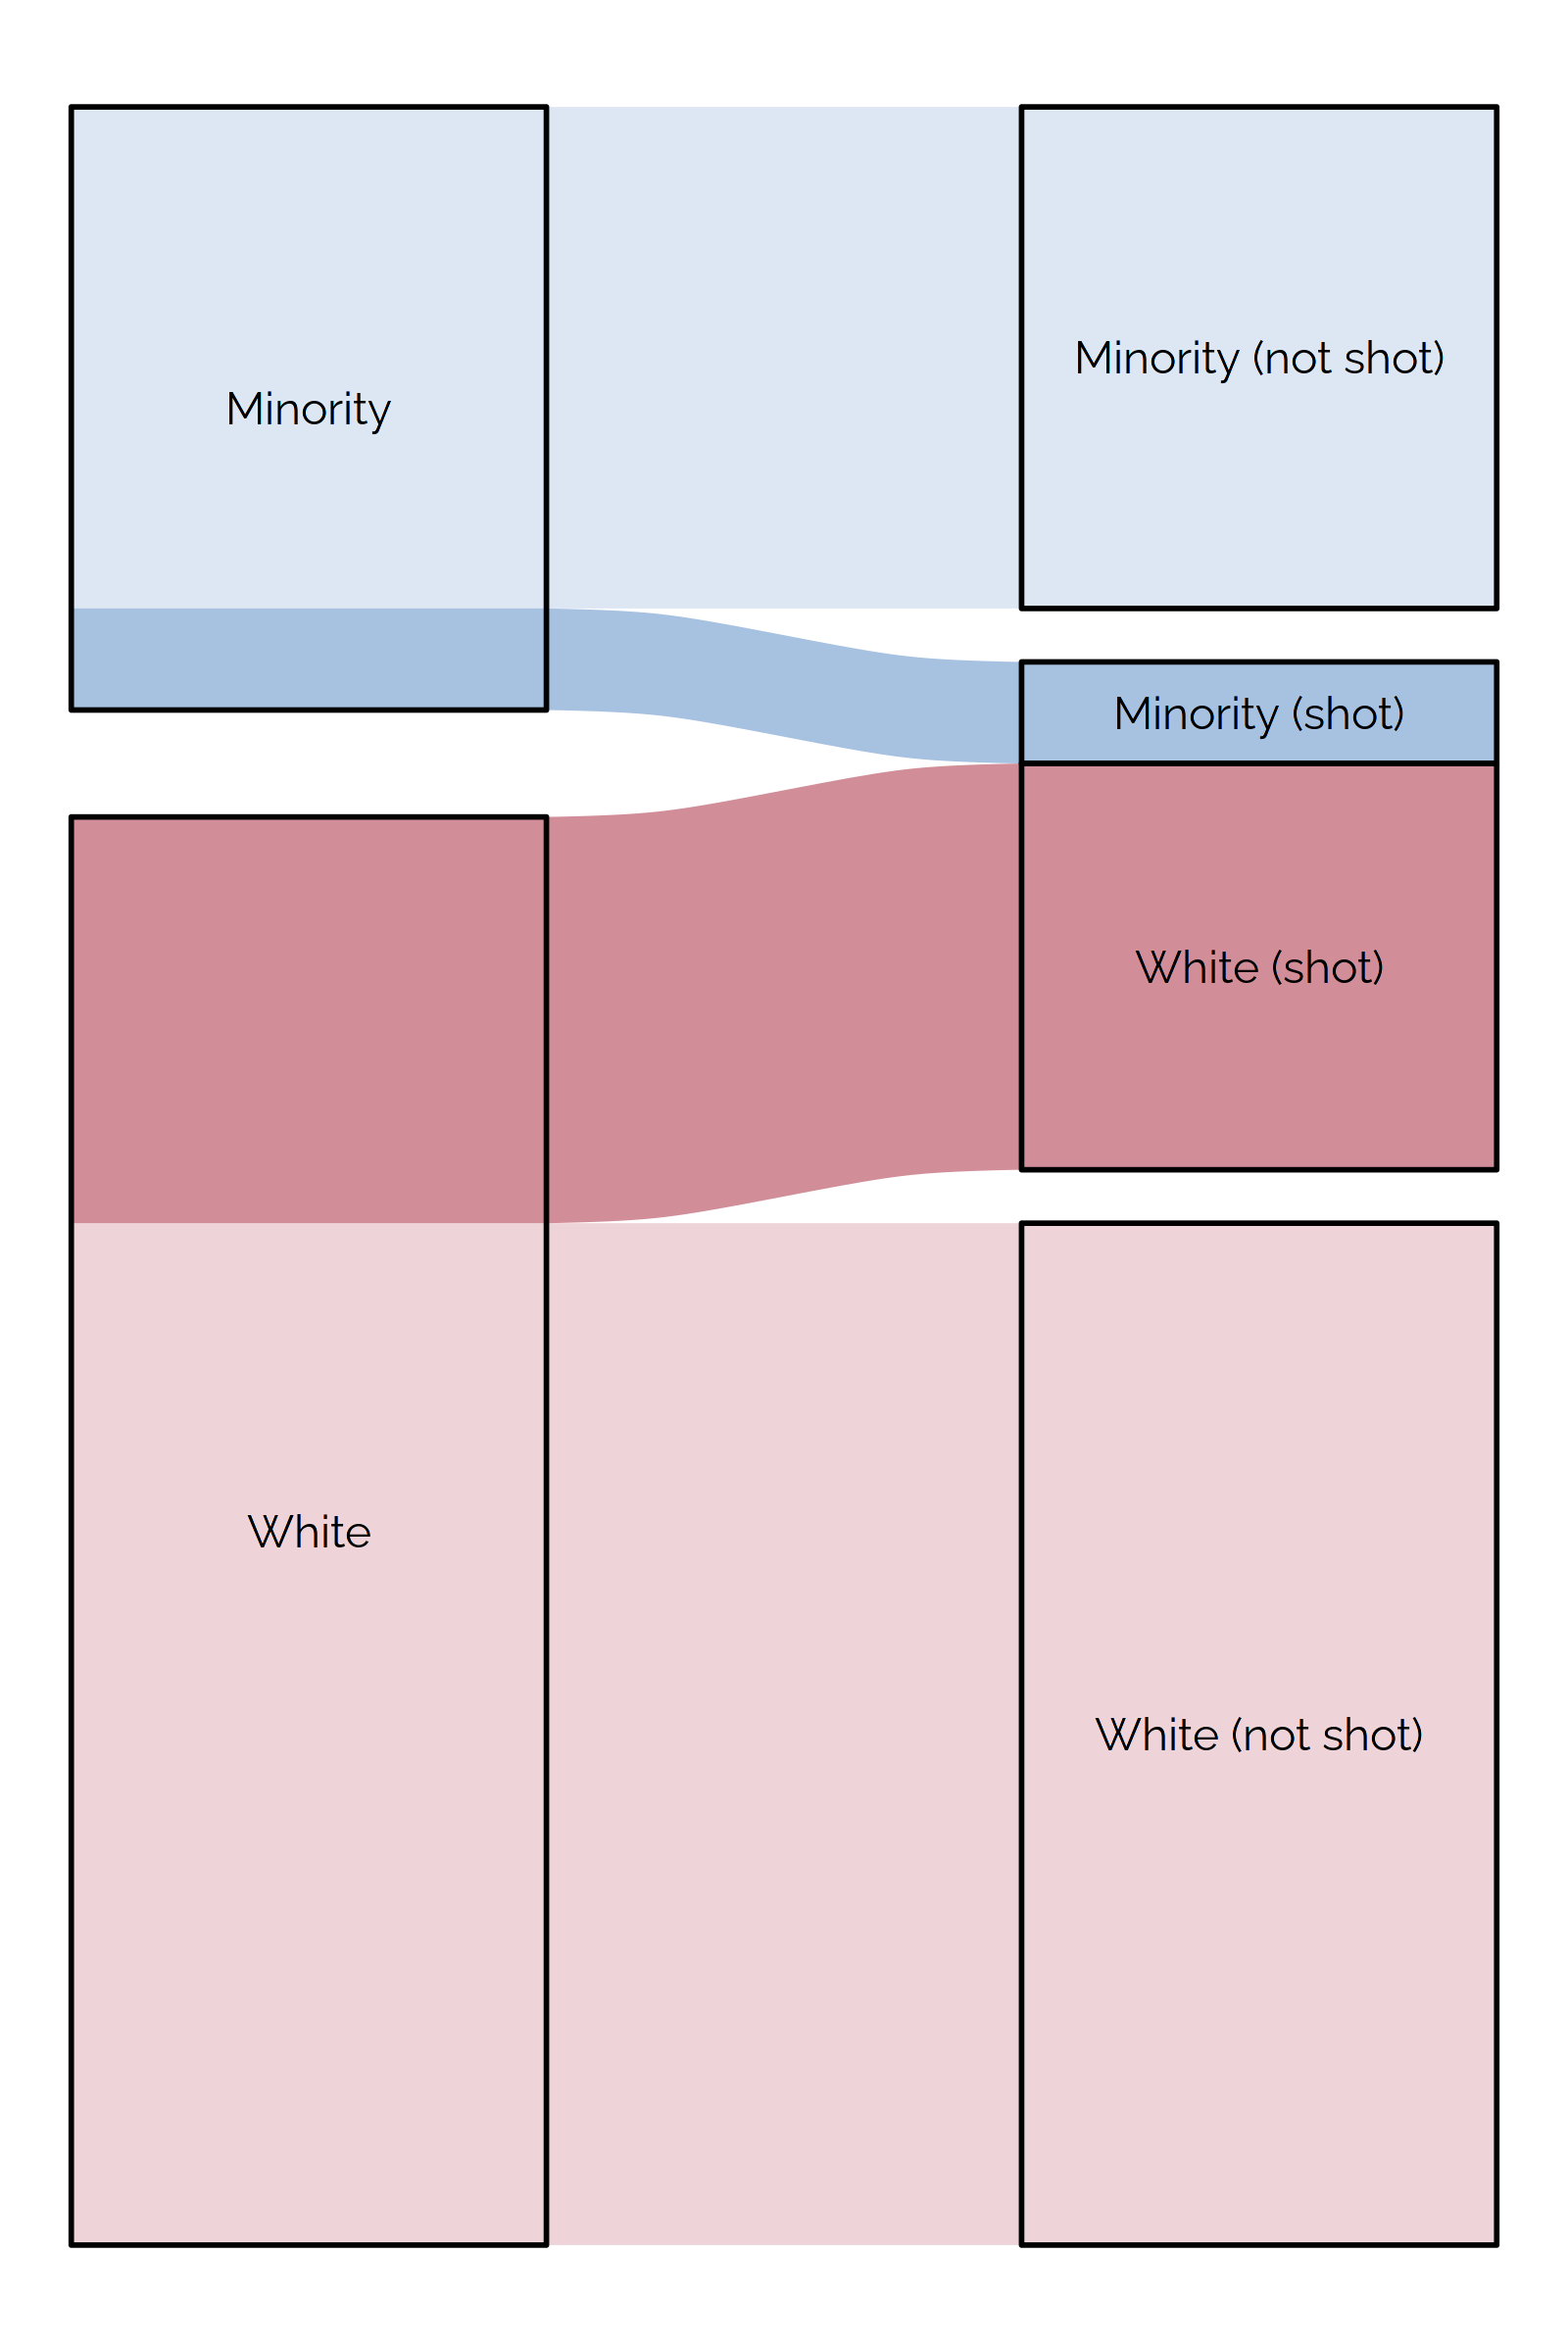 Minority
Minority (not shot)
Minority (shot)
White (shot)
White
White (not shot)